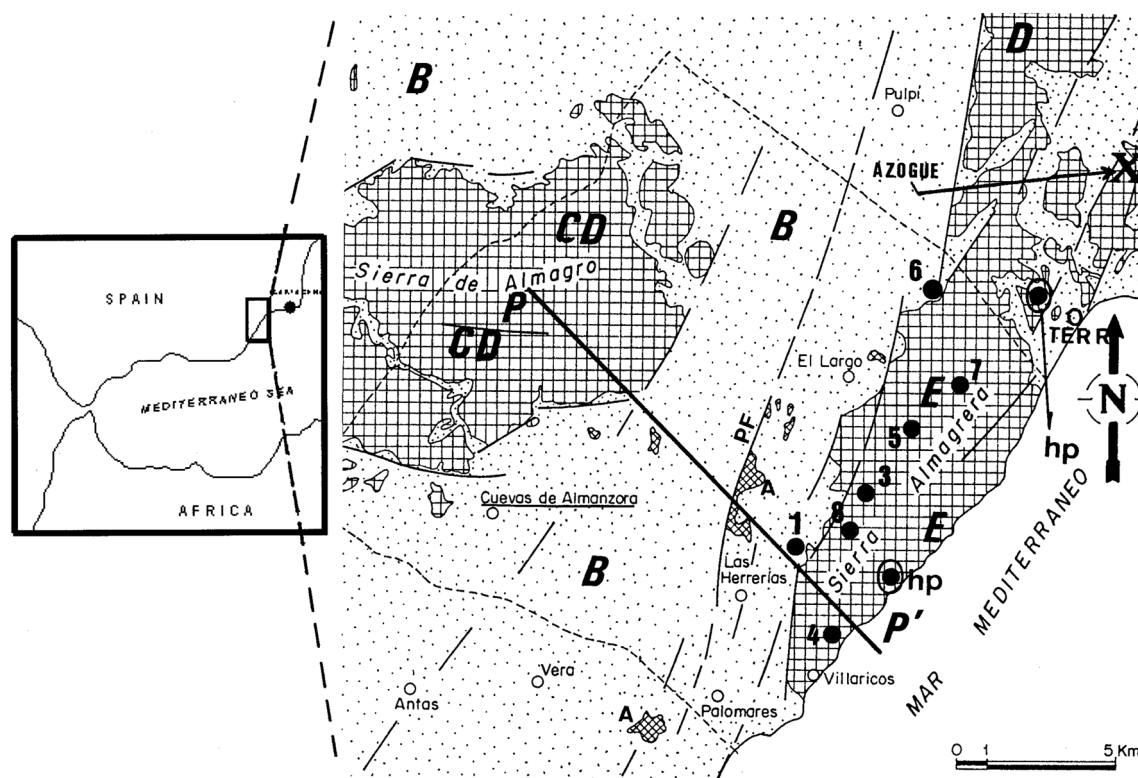 D
B
Pulpí
AZOGUE
X
CD
B
SPAIN
Sierra de Almagro
6
P
TERR
CD
El Largo
7
MEDITERRANEO SEA
E
N
PF
5
hp
A
3
Almagrera
Cuevas de Almanzora
8
AFRICA
1
E
B
Sierra
Las
Herrerías
hp
MAR MEDITERRANEO
4
P'
Vera
Villaricos
Antas
A
Palomares
0 1 5 Km